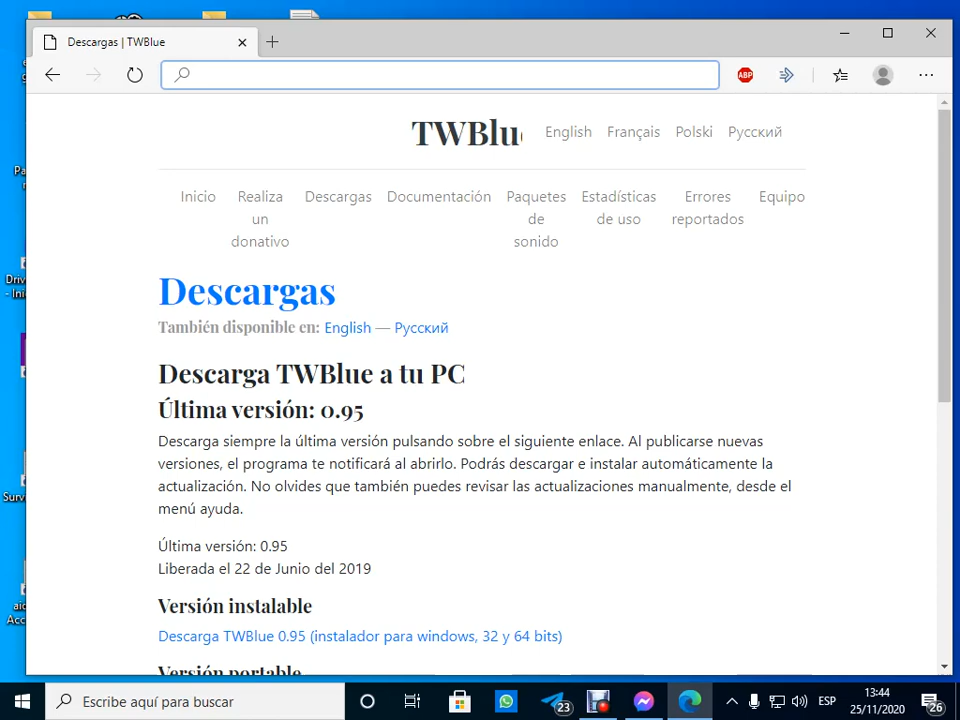 Descargas | TWBlue
ABP
TWBlu
English Français Polski Русский
Inicio Realiza un donativo Descargas Documentación Paquetes de sonido Estadísticas de uso Errores reportados Equipo
Descargas
También disponible en: English — Русский
Descarga TWBlue a tu PC
Última versión: 0.95
Descarga siempre la última versión pulsando sobre el siguiente enlace. Al publicarse nuevas
versiones, el programa te notificará al abrirlo. Podrás descargar e instalar automáticamente la
actualización. No olvides que también puedes revisar las actualizaciones manualmente, desde el
menú ayuda.
Última versión: 0.95
Liberada el 22 de Junio del 2019
Versión instalable
Descarga TWBlue 0.95 (instalador para windows, 32 y 64 bits)
Versión portable
Escribe aquí para buscar
23
ESP
13:44
25/11/2020
26